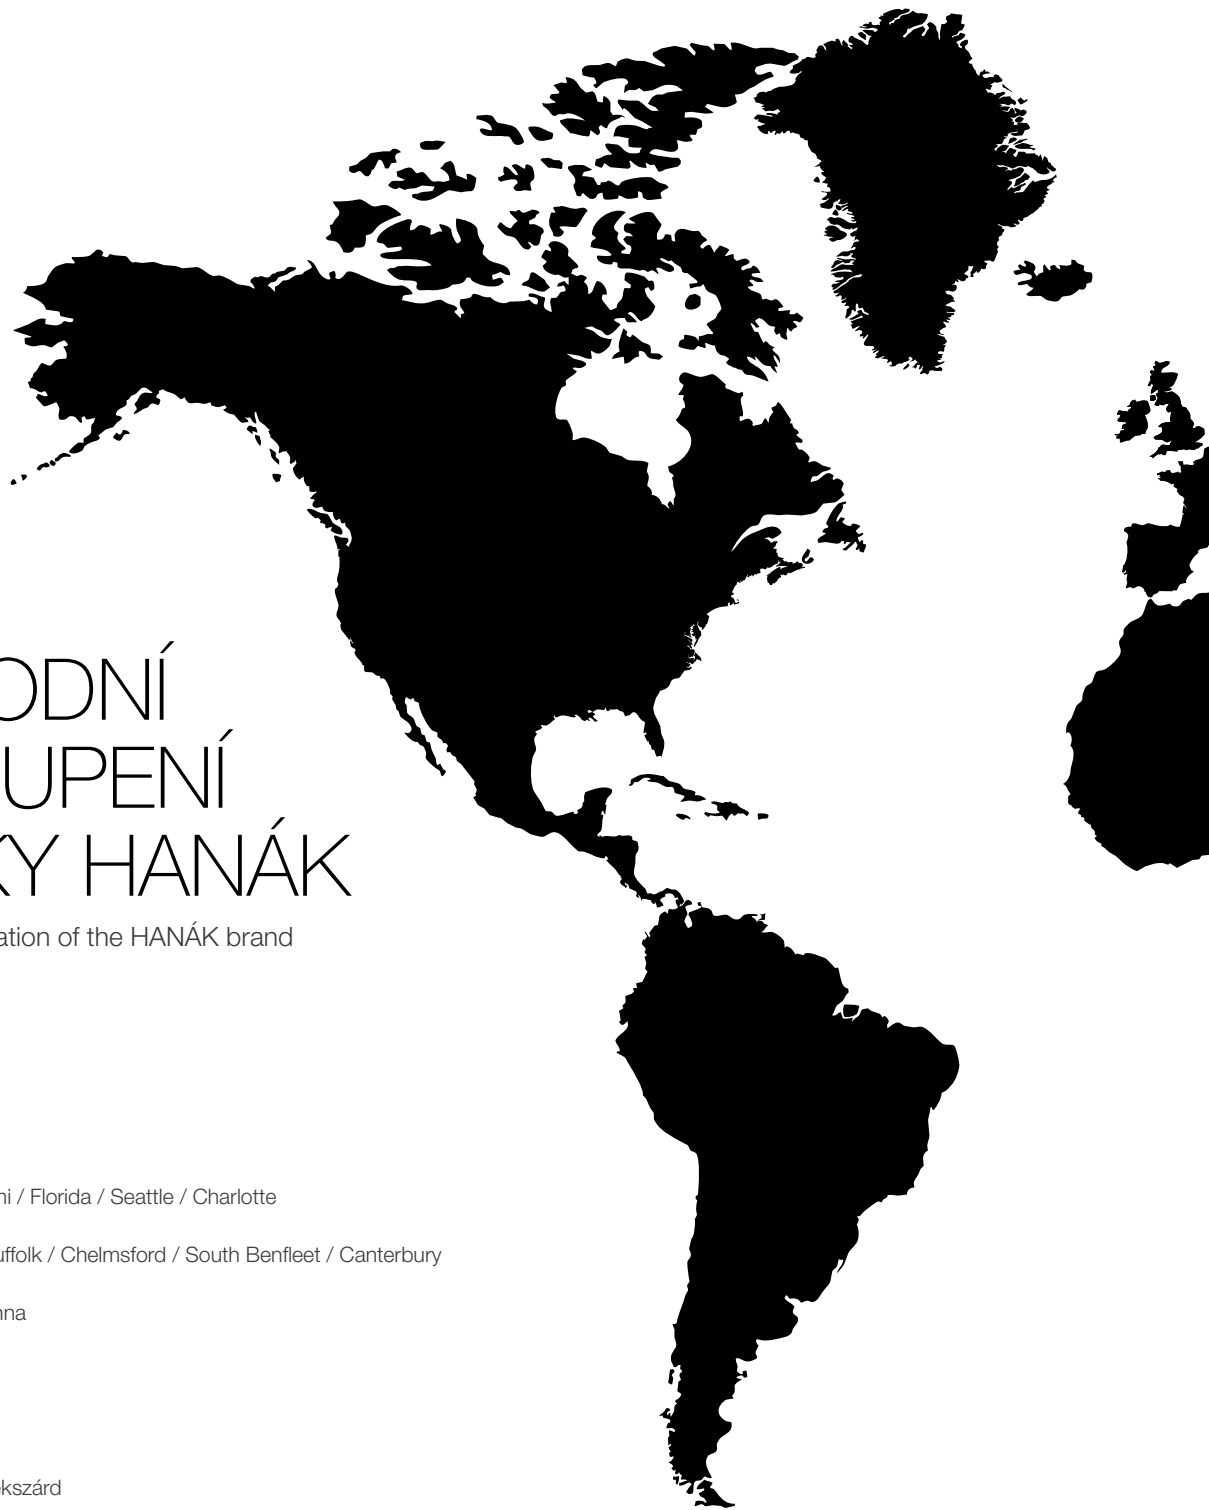 ODNÍ
UPENÍ
KY HANÁK
ation of the HANÁK brand
ni / Florida / Seattle / Charlotte
uffolk / Chelmsford / South Benfleet / Canterbury
nna
ekszárd